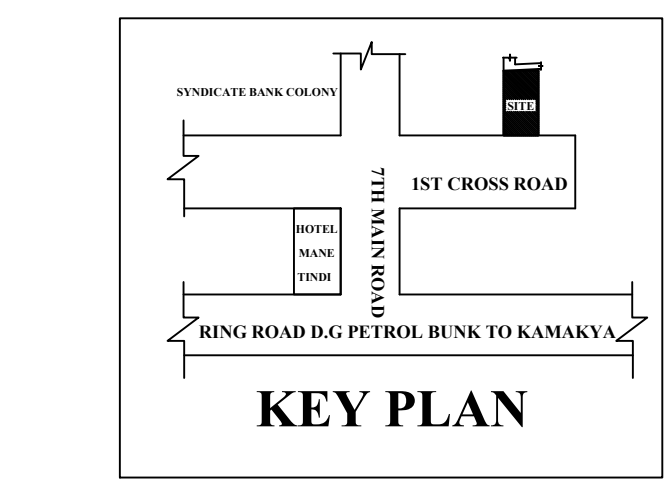 SYNDICATE BANK COLONY
SITE
7TH MAIN ROAD
1ST CROSS ROAD
HOTEL
MANE
TINDI
RING ROAD D.G PETROL BUNK TO KAMAKYA
KEY PLAN